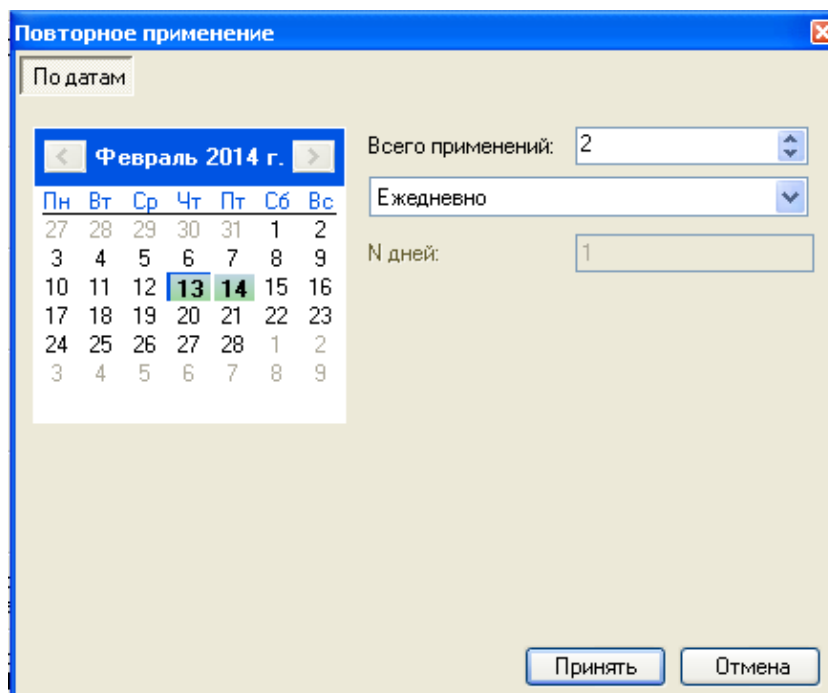 Повторное применение
По датам
Февраль 2014 г.
Пн Вт Ср Чт Пт Сб Вс
27 28 29 30 31 1 2
3 4 5 6 7 8 9
10 11 12 13 14 15 16
17 18 19 20 21 22 23
24 25 26 27 28 1 2
3 4 5 6 7 8 9
Всего применений: 2
Ежедневно
N дней: 1
Принять Отмена